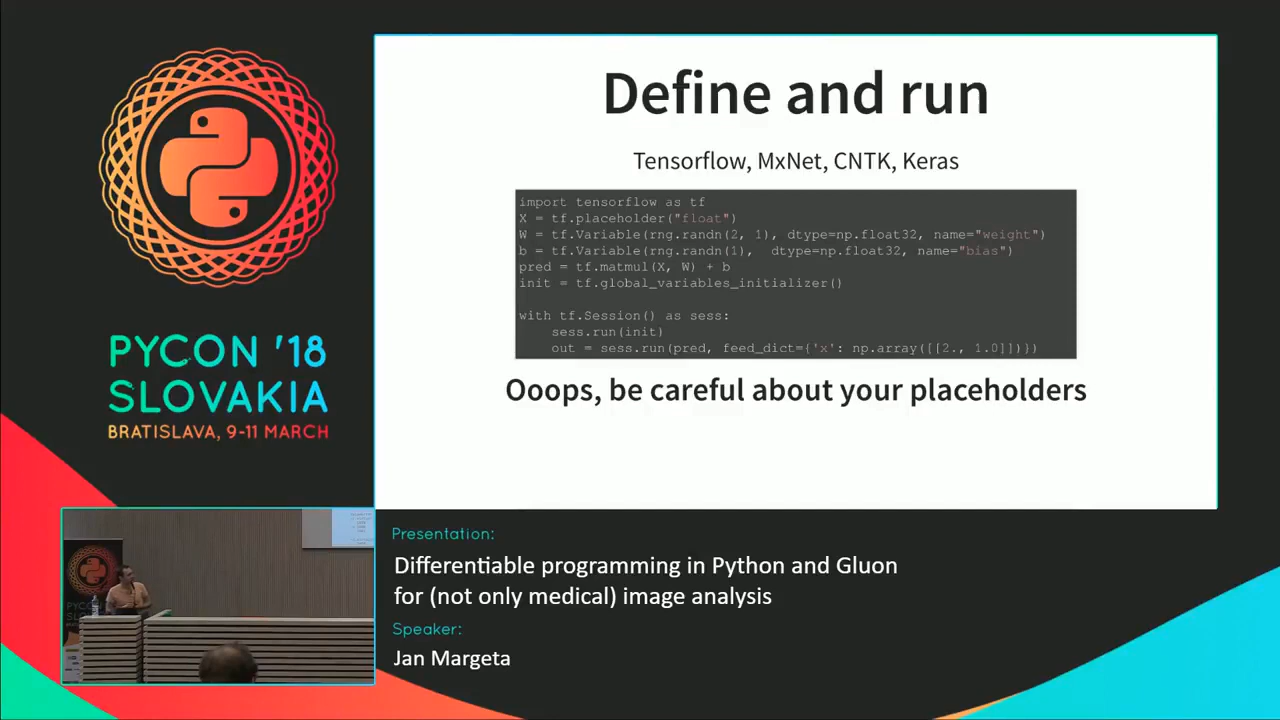 PYCON '18
SLOVAKIA
BRATISLAVA, 9-11 MARCH
Define and run
Tensorflow, MxNet, CNTK, Keras
import tensorflow as tf
X = tf.placeholder("float")
W = tf.Variable(rng.randn(2, 1), dtype=np.float32, name="weight")
b = tf.Variable(rng.randn(1),  dtype=np.float32, name="bias")
pred = tf.matmul(X, W) + b
init = tf.global_variables_initializer()
with tf.Session() as sess:
    sess.run(init)
    out = sess.run(pred, feed_dict={'x': np.array([[2., 1.0]])})
Ooops, be careful about your placeholders
Presentation:
Differentiable programming in Python and Gluon
for (not only medical) image analysis
Speaker:
Jan Margeta